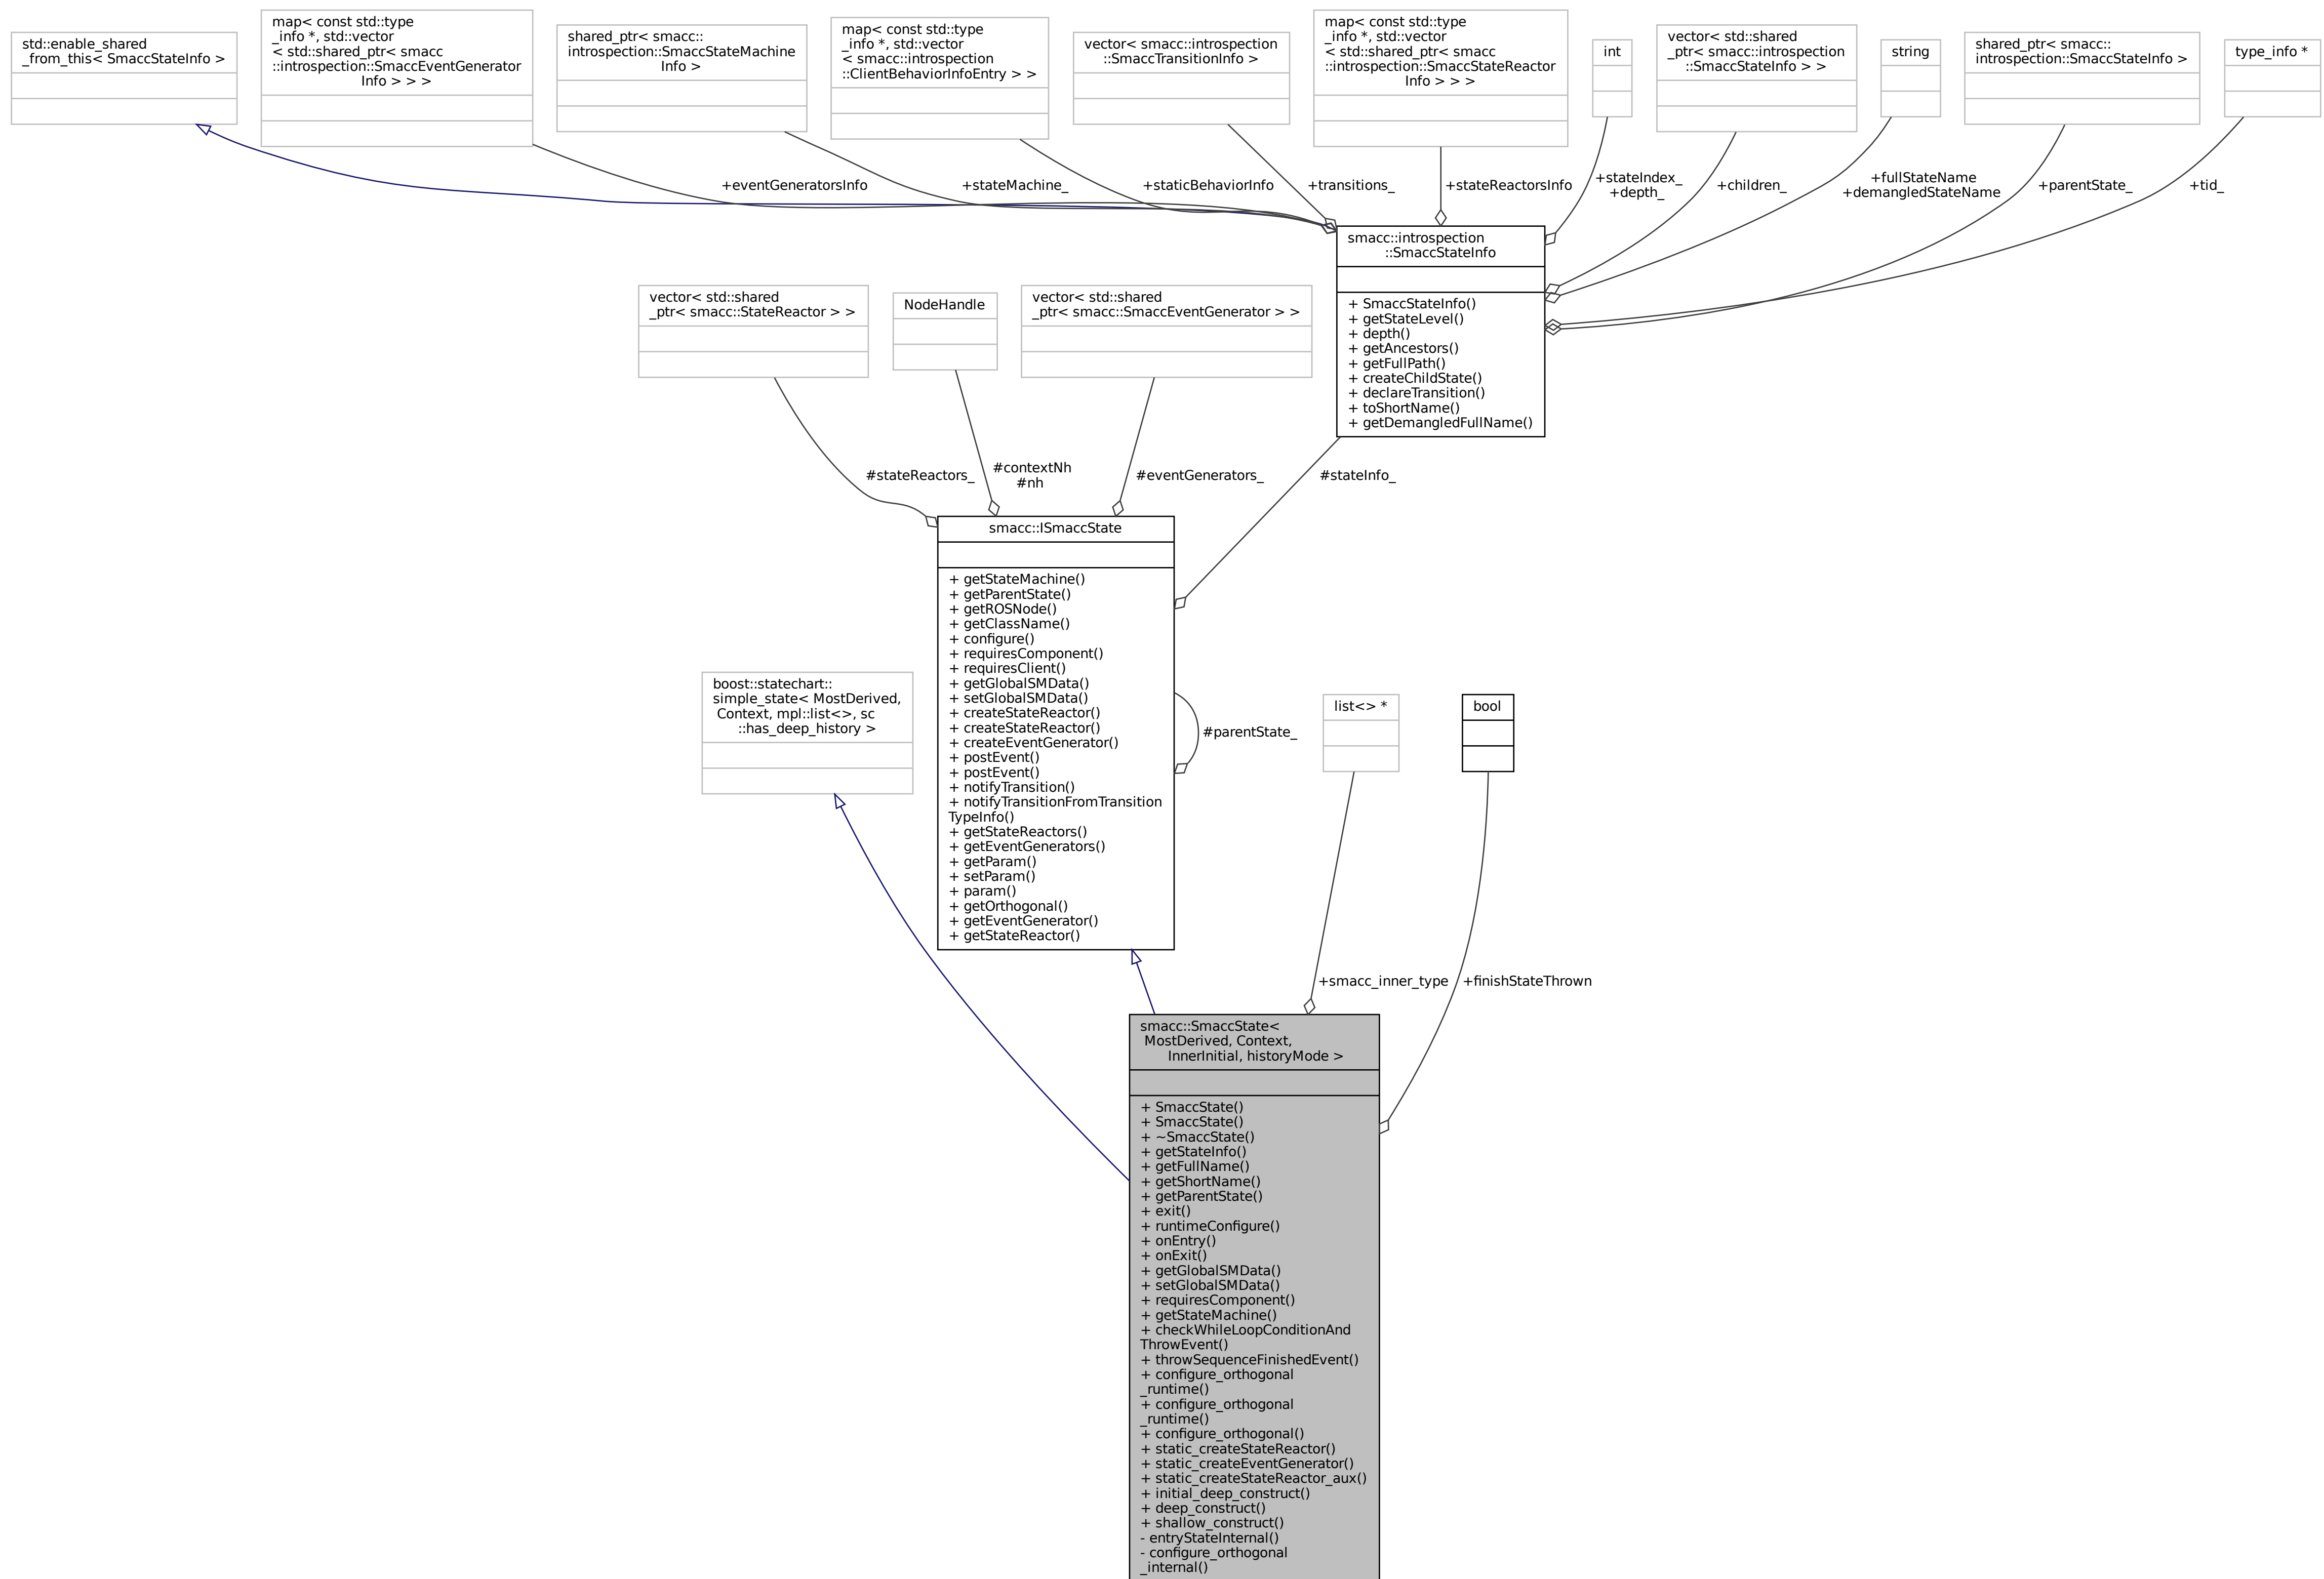 std::enable_shared
_from_this< SmaccStateInfo >
map< const std::type
_info *, std::vector
< std::shared_ptr< smacc
::introspection::SmaccEventGenerator
Info > > >
shared_ptr< smacc::
introspection::SmaccStateMachine
Info >
map< const std::type
_info *, std::vector
< smacc::introspection
::ClientBehaviorInfoEntry > >
vector< smacc::introspection
::SmaccTransitionInfo >
map< const std::type
_info *, std::vector
< std::shared_ptr< smacc
::introspection::SmaccStateReactor
Info > > >
int
vector< std::shared
_ptr< smacc::introspection
::SmaccStateInfo > >
string
shared_ptr< smacc::
introspection::SmaccStateInfo >
type_info *
+eventGeneratorsInfo
+stateMachine_
+staticBehaviorInfo
+transitions_
+stateReactorsInfo
+stateIndex_
+depth_
+children_
+fullStateName
+demangledStateName
+parentState_
+tid_
smacc::introspection
::SmaccStateInfo
+ SmaccStateInfo()
+ getStateLevel()
+ depth()
+ getAncestors()
+ getFullPath()
+ createChildState()
+ declareTransition()
+ toShortName()
+ getDemangledFullName()
vector< std::shared
_ptr< smacc::StateReactor > >
NodeHandle
vector< std::shared
_ptr< smacc::SmaccEventGenerator > >
#stateReactors_
#contextNh
#nh
#eventGenerators_
#stateInfo_
smacc::ISmaccState
+ getStateMachine()
+ getParentState()
+ getROSNode()
+ getClassName()
+ configure()
+ requiresComponent()
+ requiresClient()
+ getGlobalSMData()
+ setGlobalSMData()
+ createStateReactor()
+ createStateReactor()
+ createEventGenerator()
+ postEvent()
+ postEvent()
+ notifyTransition()
+ notifyTransitionFromTransition
TypeInfo()
+ getStateReactors()
+ getEventGenerators()
+ getParam()
+ setParam()
+ param()
+ getOrthogonal()
+ getEventGenerator()
+ getStateReactor()
#parentState_
boost::statechart::
simple_state< MostDerived,
Context, mpl::list<>, sc
::has_deep_history >
list<> *
bool
+smacc_inner_type
+finishStateThrown
smacc::SmaccState<
MostDerived, Context,
InnerInitial, historyMode >
+ SmaccState()
+ SmaccState()
+ ~SmaccState()
+ getStateInfo()
+ getFullName()
+ getShortName()
+ getParentState()
+ exit()
+ runtimeConfigure()
+ onEntry()
+ onExit()
+ getGlobalSMData()
+ setGlobalSMData()
+ requiresComponent()
+ getStateMachine()
+ checkWhileLoopConditionAnd
ThrowEvent()
+ throwSequenceFinishedEvent()
+ configure_orthogonal
_runtime()
+ configure_orthogonal
_runtime()
+ configure_orthogonal()
+ static_createStateReactor()
+ static_createEventGenerator()
+ static_createStateReactor_aux()
+ initial_deep_construct()
+ deep_construct()
+ shallow_construct()
- entryStateInternal()
- configure_orthogonal
_internal()